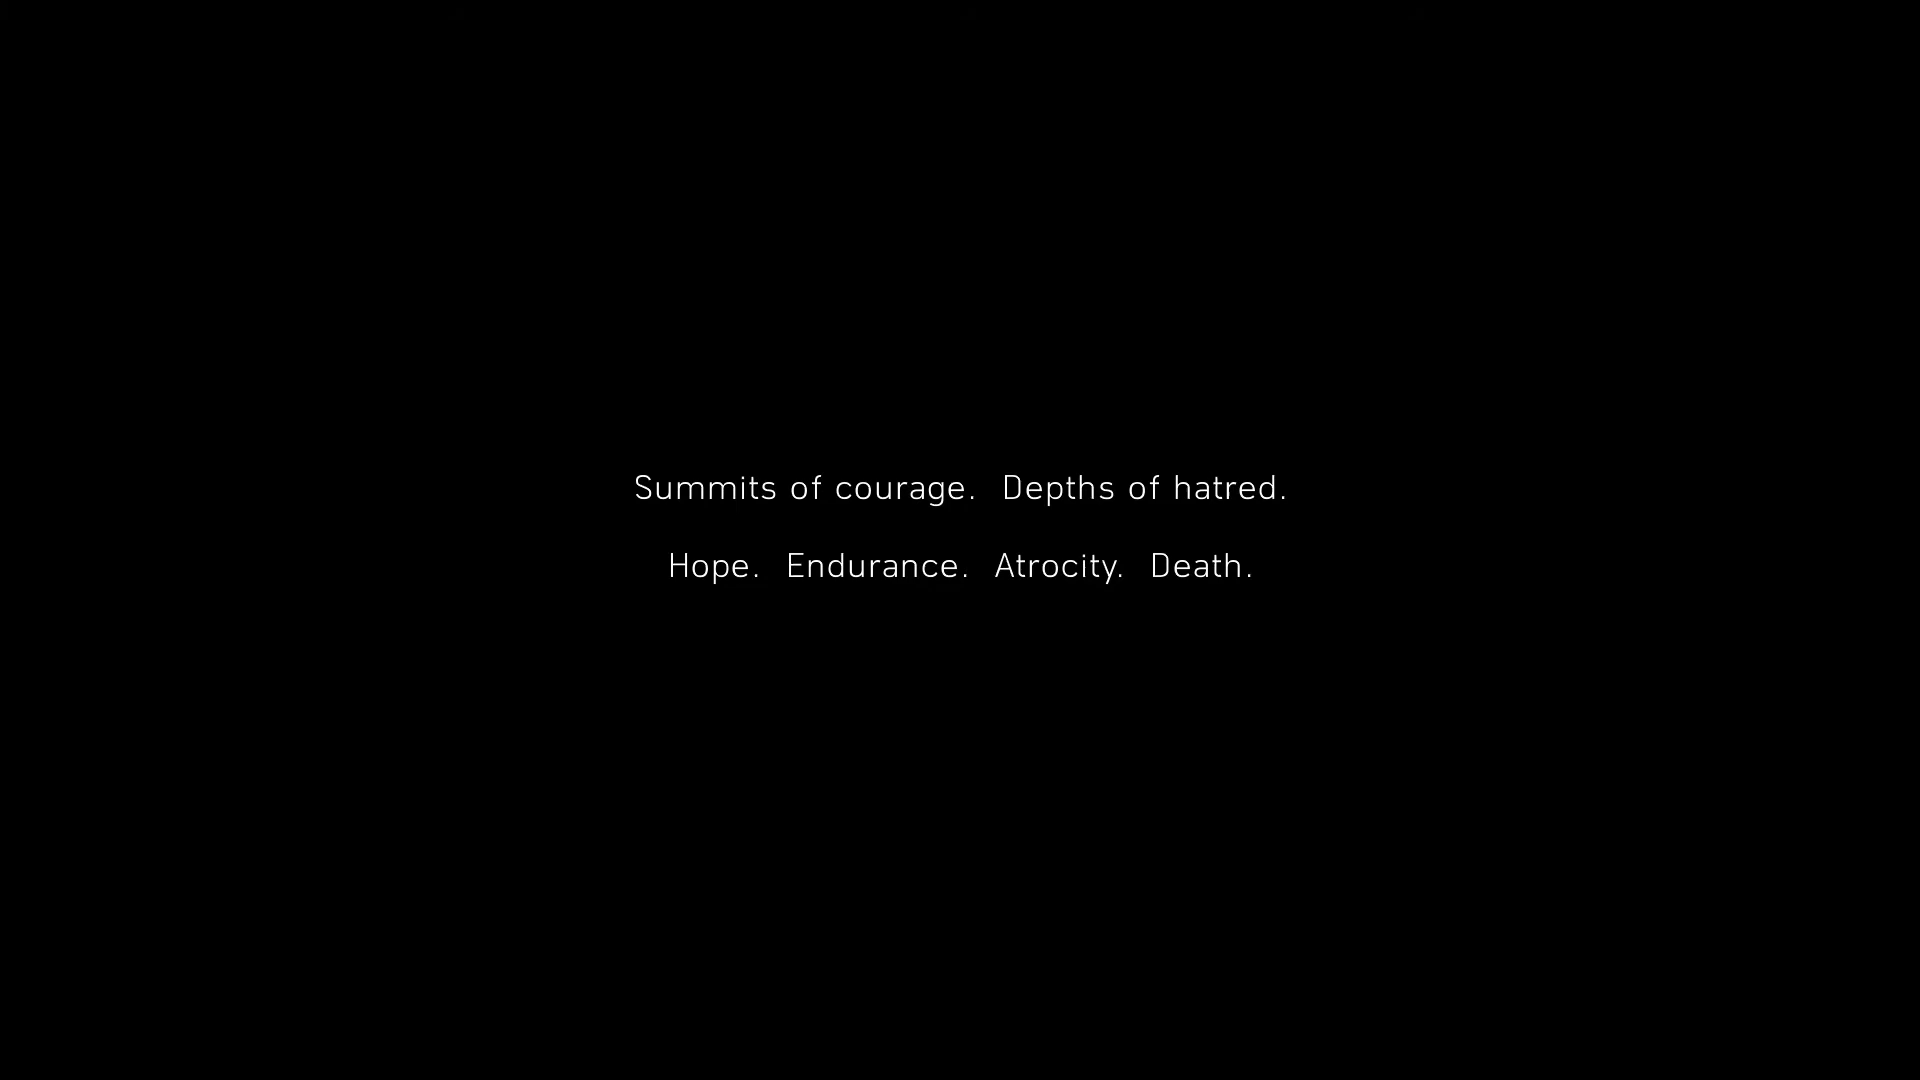 Summits of courage.  Depths of hatred.
Hope.  Endurance.  Atrocity.  Death.